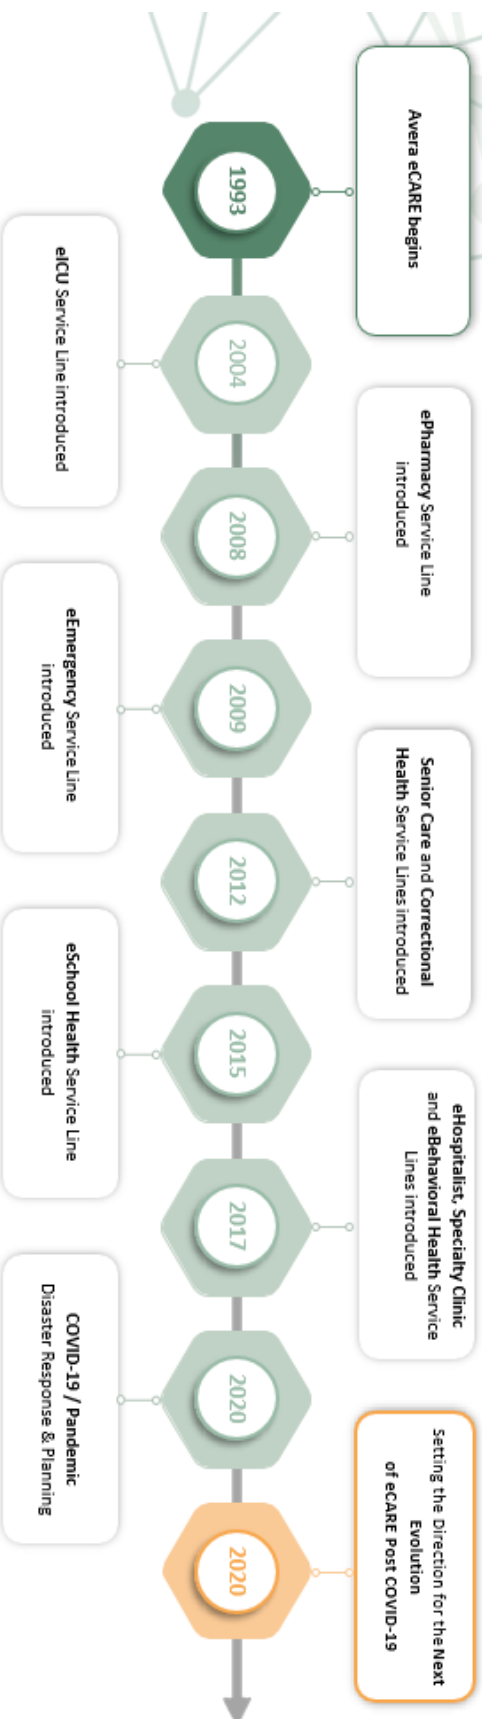 1993
Avera eCARE begins
2004
eICU Service Line introduced
2008
ePharmacy Service Line
introduced
2009
eEmergency Service Line
introduced
2012
Senior Care and Correctional
Health Service Lines introduced
2015
eSchool Health Service Line
introduced
2017
eHospitalist, Specialty Clinic
and eBehavioral Health Service
Lines introduced
2020
COVID-19 / Pandemic
Disaster Response & Planning
2020
Setting the Direction for the Next
Evolution
of eCARE Post COVID-19